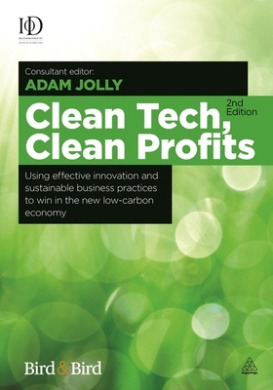 IOD
Consultant editor:
ADAM JOLLY
Clean Tech,
2nd
Edition
Clean Profits
Using effective innovation and
sustainable business practices
to win in the new low-carbon
economy
Bird & Bird